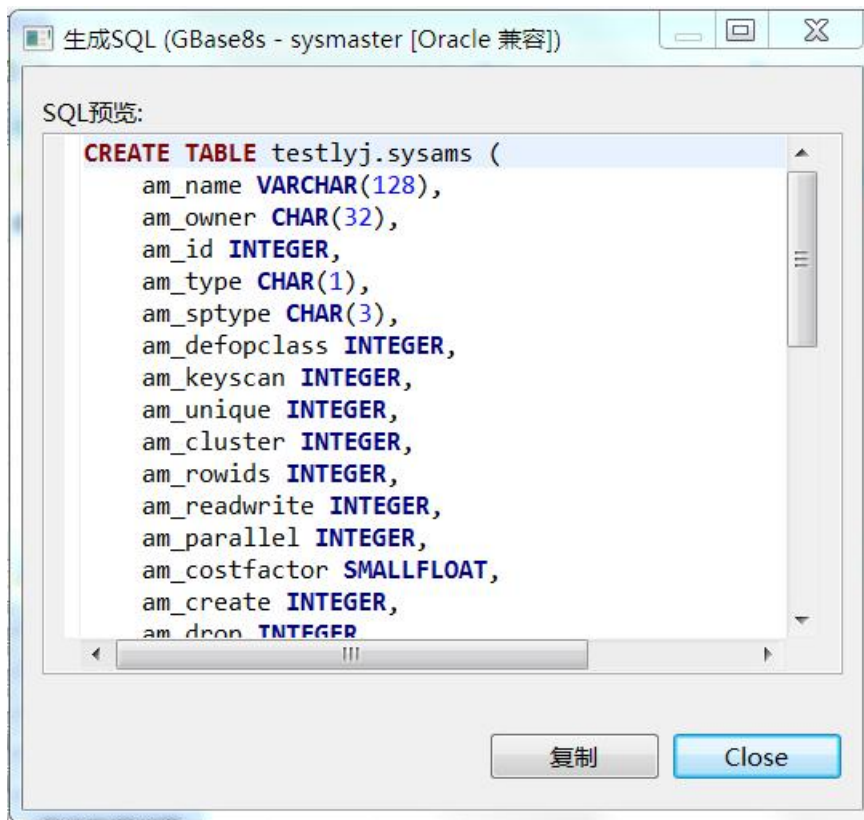 生成SQL (GBase8s - sysmaster [Oracle 兼容])
SQL预览:
CREATE TABLE testlyj.sysams (
am_name VARCHAR(128),
am_owner CHAR(32),
am_id INTEGER,
am_type CHAR(1),
am_sptype CHAR(3),
am_defopclass INTEGER,
am_keyscan INTEGER,
am_unique INTEGER,
am_cluster INTEGER,
am_rowids INTEGER,
am_readwrite INTEGER,
am_parallel INTEGER,
am_costfactor SMALLFLOAT,
am_create INTEGER,
am_drop INTEGER
复制 Close